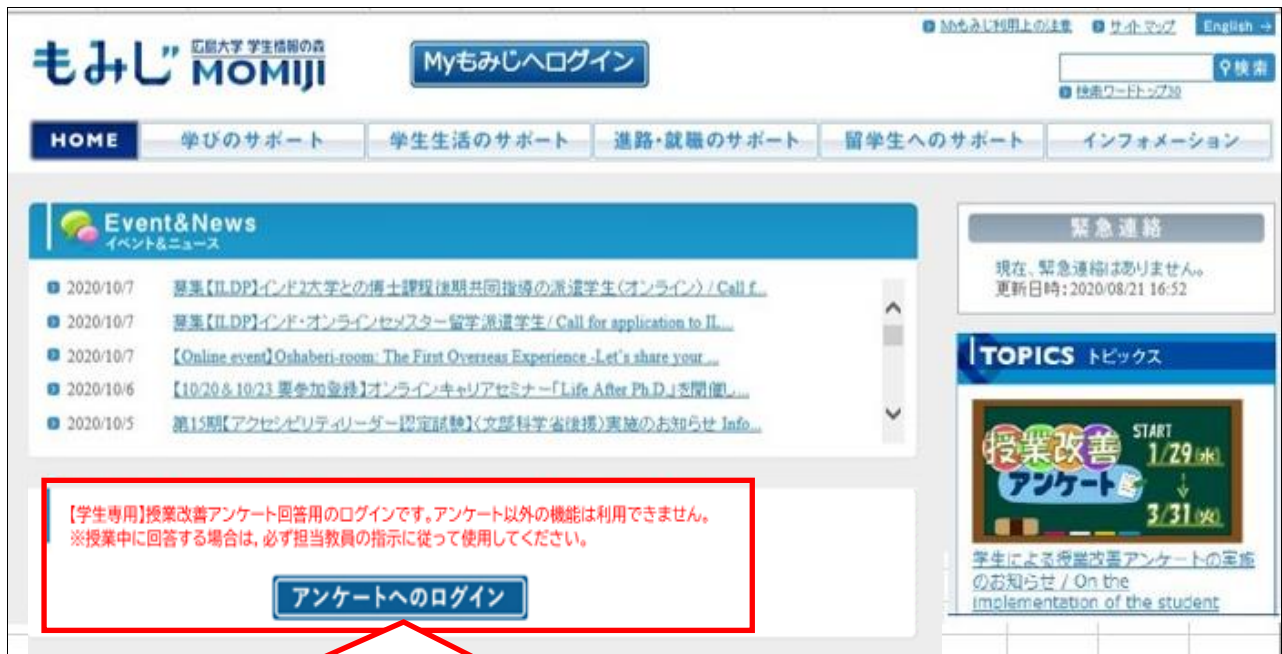 Myもみじ利用上の注意 サイトマップ English →
もみじ 広島大学 学生情報の森 MOMIJI
Myもみじへログイン
検索
検索ワードトップ30
HOME 学びのサポート 学生生活のサポート 進路・就職のサポート 留学生へのサポート インフォメーション
Event&News
イベント&ニュース
2020/10/7 募集【ILDP】インド2大学との博士課程後期共同指導の派遣学生(オンライン) / Call f...
2020/10/7 募集【ILDP】インド・オンラインセメスター留学派遣学生/ Call for application to IL...
2020/10/7 【Online event】Oshaberi-room: The First Overseas Experience -Let's share your ...
2020/10/6 【10/20 & 10/23 要参加登録】オンラインキャリアセミナー「Life After Ph.D.」を開催し...
2020/10/5 第15期【アクセシビリティリーダー認定試験】(文部科学省後援)実施のお知らせ Info...
緊急連絡
現在、緊急連絡はありません。
更新日時:2020/08/21 16:52
TOPICS トピックス
授業改善
アンケート
START
1/29(水)
↓
3/31(火)
学生による授業改善アンケートの実施
のお知らせ / On the
implementation of the student
【学生専用】授業改善アンケート回答用のログインです。アンケート以外の機能は利用できません。
※授業中に回答する場合は,必ず担当教員の指示に従って使用してください。
アンケートへのログイン